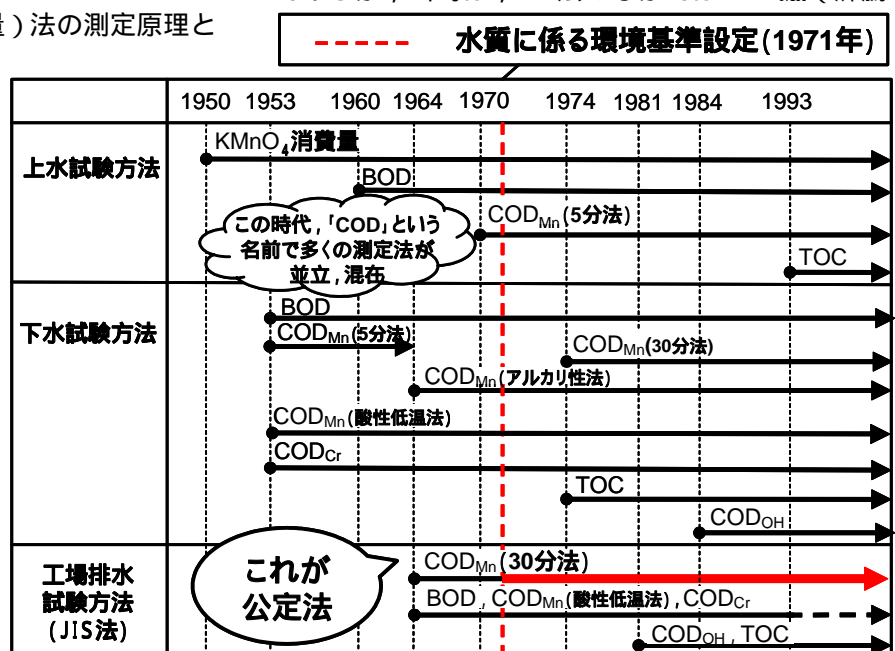 量）法の測定原理と
水質に係る環境基準設定(1971年)
1950 1953 1960 1964 1970 1974 1981 1984 1993
上水試験方法
KMnO4消費量
BOD
この時代，「COD」という
名前で多くの測定法が
並立，混在
CODMn(5分法)
TOC
下水試験方法
BOD
CODMn(5分法)
CODMn(30分法)
CODMn(アルカリ性法)
CODMn(酸性低温法)
CODCr
TOC
CODOH
工場排水
試験方法
(JIS法)
これが
公定法
CODMn(30分法)
BOD，CODMn(酸性低温法)，CODCr
CODOH，TOC